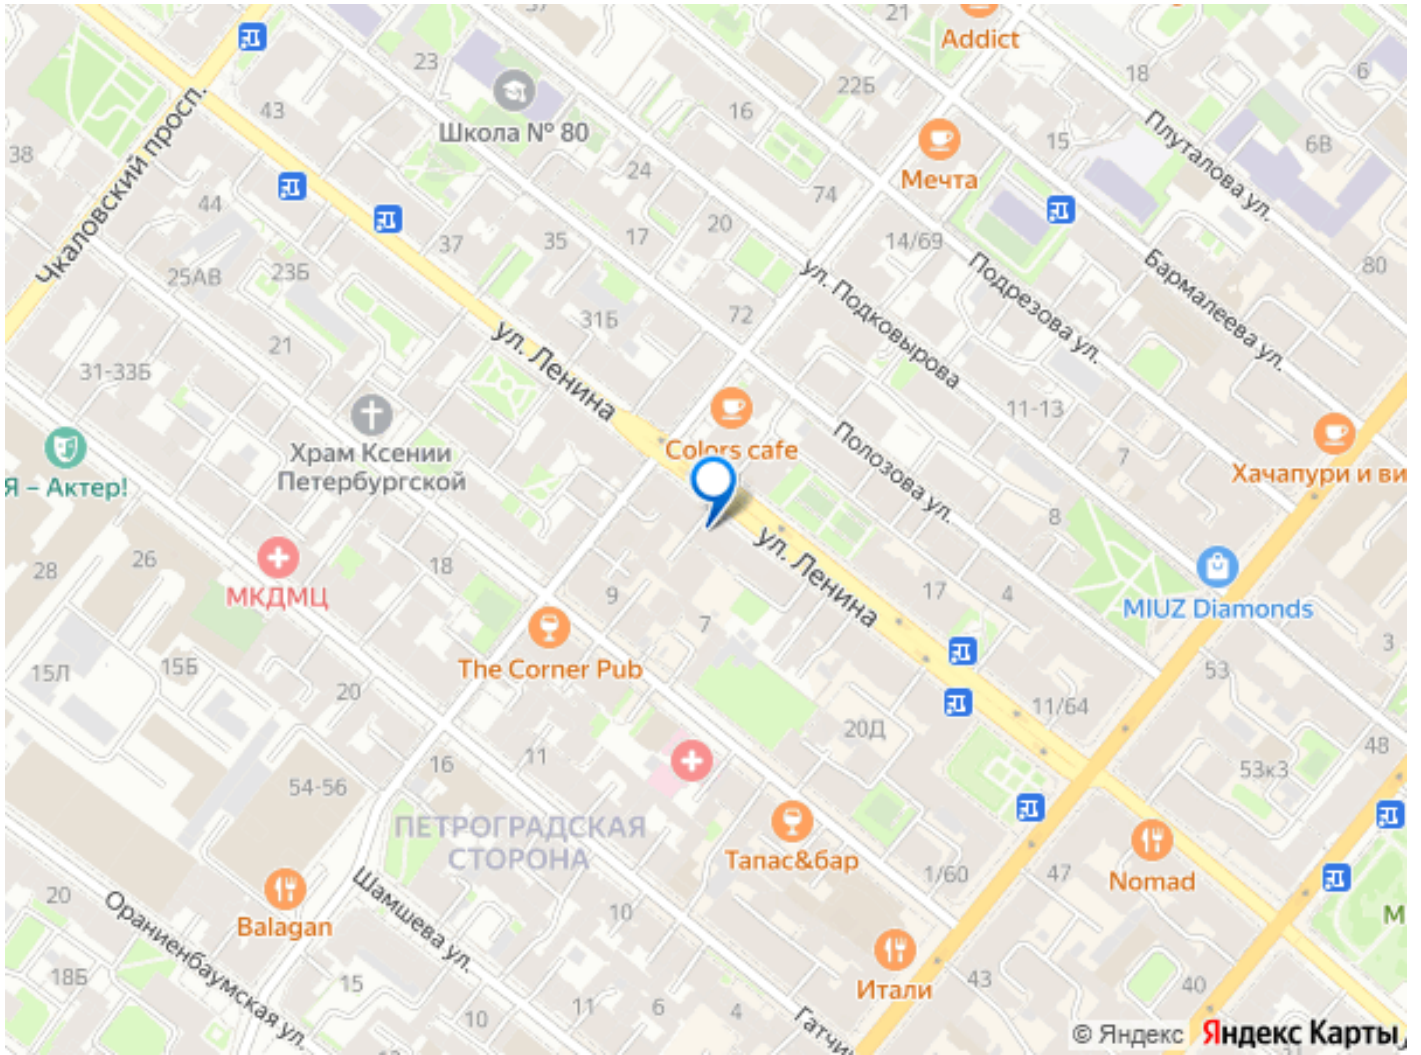 21
Addict
23
22Б
18
6
43
Школа № 80
16
15
Плуталова ул.
6В
38
Чкаловский просп.
24
Мечта
44
74
37
35
17
20
14/69
Бармалеева ул.
80
25АВ
23Б
ул. Подковырова
Подрезова ул.
31Б
72
21
ул. Ленина
31-33Б
11-13
Храм Ксении
Петербургской
Colors cafe
Полозова ул.
7
Хачапури и ви
Я – Актер!
8
26
28
18
ул. Ленина
МКДМЦ
9
7
17
4
MIUZ Diamonds
The Corner Pub
3
15Л
15Б
20
53
11/64
20Д
48
16
11
53к3
54-56
ПЕТРОГРАДСКАЯ
СТОРОНА
Тапас&бар
1/60
47
Nomad
20
Ораниенбаумская ул.
Balagan
Шамшева ул.
10
М
18Б
15
Итали
43
40
10
11
6
4
Гатчи
© Яндекс Яндекс Карты